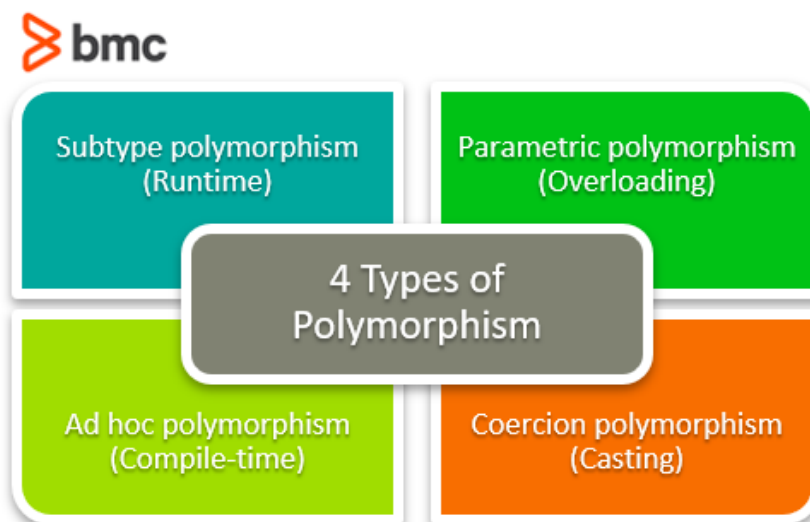 bmc
Subtype polymorphism
(Runtime)
Parametric polymorphism
(Overloading)
4 Types of
Polymorphism
Ad hoc polymorphism
(Compile-time)
Coercion polymorphism
(Casting)